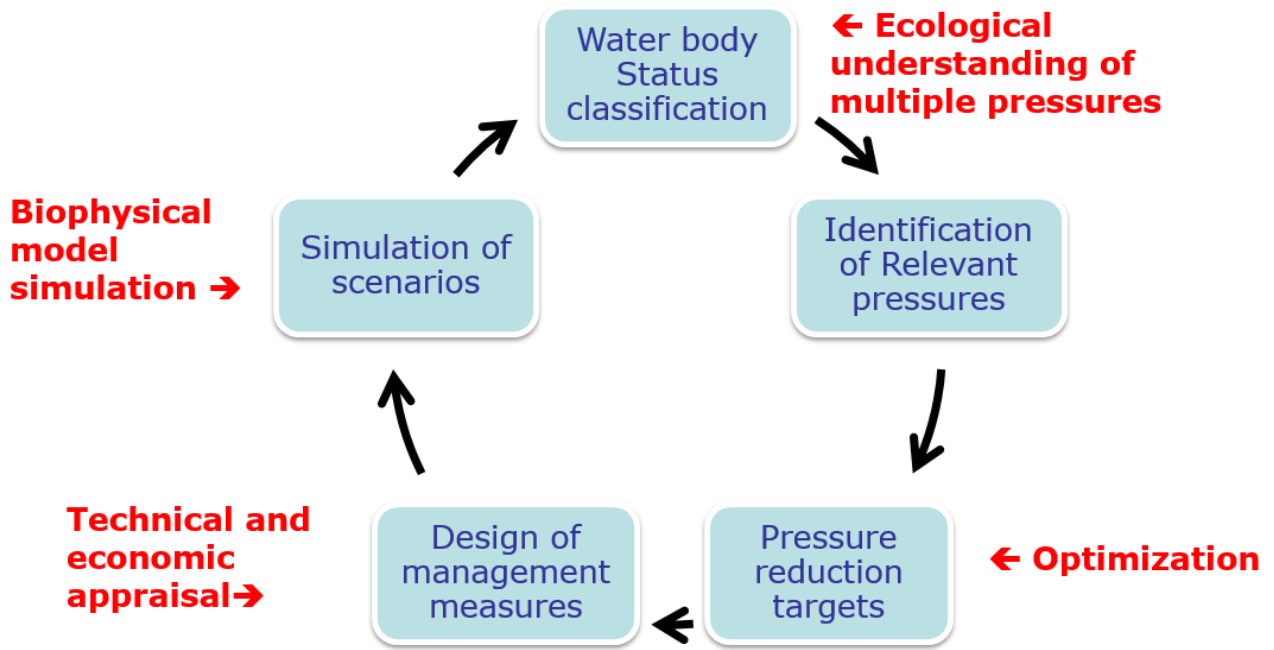 Water body
Status
classification
← Ecological
understanding of
multiple pressures
Biophysical
model
simulation →
Simulation of
scenarios
Identification
of Relevant
pressures
Technical and
economic
appraisal→
Design of
management
measures
Pressure
reduction
targets
← Optimization